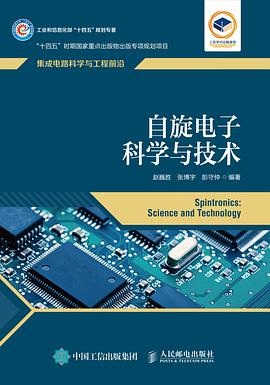 工业和信息化部“十四五”规划专著
“十四五”时期国家重点出版物出版专项规划项目
集成电路科学与工程前沿
自旋电子
科学与技术
赵巍胜 张博宇 彭守仲 ◎ 编著
Spintronics:
Science and Technology
中国工信出版集团
人民邮电出版社